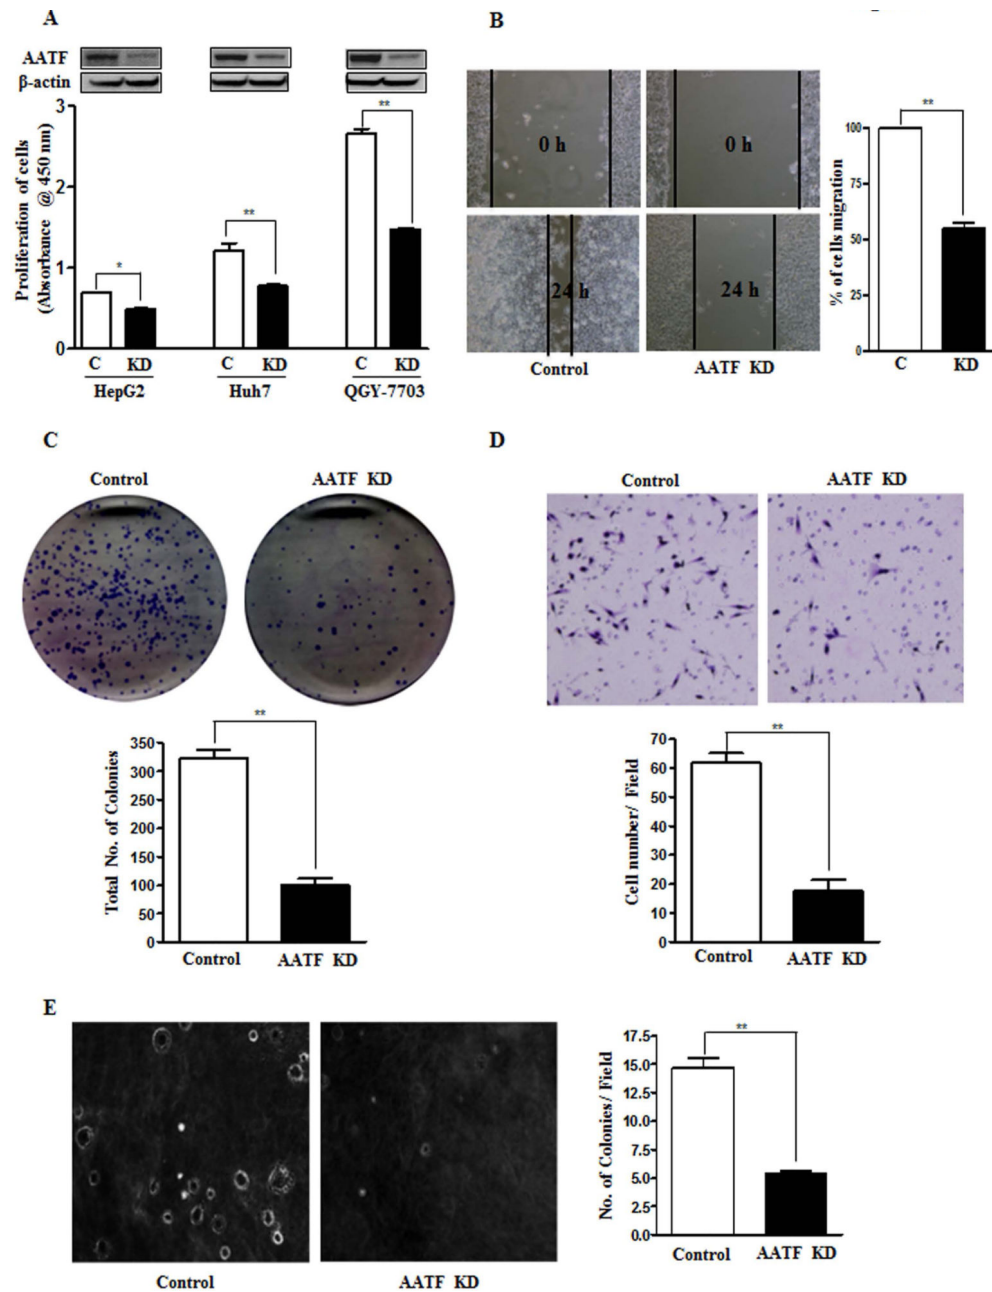 A
AATF
β-actin
Proliferation of cells
(Absorbance @ 450 nm)
3
2
1
0
*
**
**
C KD C KD C KD
HepG2 Huh7 QGY-7703
B
0 h 0 h
24 h 24 h
Control AATF KD
% of cells migration
100
75
50
25
0
**
C KD
C
Control AATF KD
Total No. of Colonies
350
300
250
200
150
100
50
0
**
Control AATF KD
D
Control AATF KD
Cell number/ Field
70
60
50
40
30
20
10
0
**
Control AATF KD
E
Control AATF KD
No. of Colonies/ Field
17.5
15.0
12.5
10.0
7.5
5.0
2.5
0.0
**
Control AATF KD